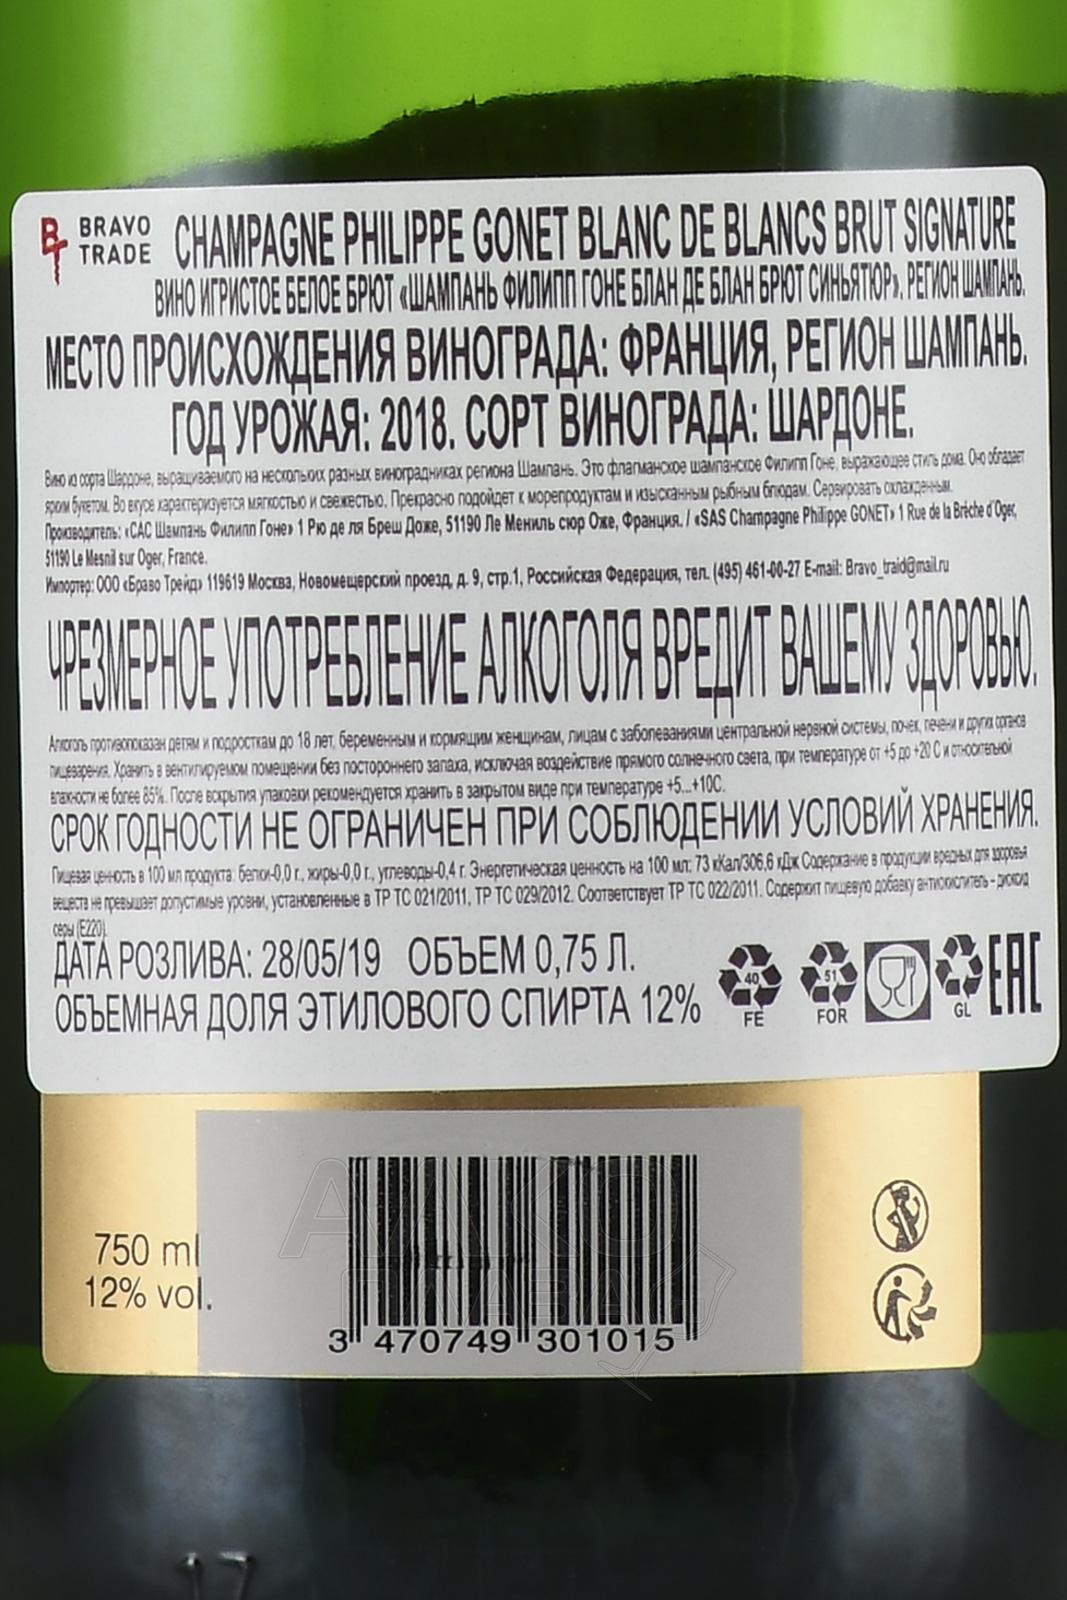 BRAVO
TRADE
CHAMPAGNE PHILIPPE GONET BLANC DE BLANCS BRUT SIGNATURE
ВИНО ИГРИСТОЕ БЕЛОЕ БРЮТ «ШАМПАНЬ ФИЛИПП ГОНЕ БЛАН ДЕ БЛАН БРЮТ СИНЬЯТЮР». РЕГИОН ШАМПАНЬ.
МЕСТО ПРОИСХОЖДЕНИЯ ВИНОГРАДА: ФРАНЦИЯ, РЕГИОН ШАМПАНЬ.
ГОД УРОЖАЯ: 2018. СОРТ ВИНОГРАДА: ШАРДОНЕ.
Вино из сорта Шардоне, выращиваемого на нескольких разных виноградниках региона Шампань. Это флагманское шампанское Филипп Гоне, выражающее стиль дома. Оно обладает
ярким букетом. Во вкусе характеризуется мягкостью и свежестью. Прекрасно подойдет к морепродуктам и изысканным рыбным блюдам. Сервировать охлажденным.
Производитель: «САС Шампань Филипп Гоне» 1 Рю де ля Бреш Доже, 51190 Ле Мениль сюр Оже, Франция. / «SAS Champagne Philippe GONET» 1 Rue de la Brèche d'Oger,
51190 Le Mesnil sur Oger, France.
Импортер: ООО «Браво Трейд» 119619 Москва, Новомещерский проезд, д. 9, стр.1, Российская Федерация, тел. (495) 461-00-27 E-mail: Bravo_traid@mail.ru
ЧРЕЗМЕРНОЕ УПОТРЕБЛЕНИЕ АЛКОГОЛЯ ВРЕДИТ ВАШЕМУ ЗДОРОВЬЮ.
Алкоголь противопоказан детям и подросткам до 18 лет, беременным и кормящим женщинам, лицам с заболеваниями центральной нервной системы, почек, печени и других органов
пищеварения. Хранить в вентилируемом помещении без постороннего запаха, исключая воздействие прямого солнечного света, при температуре от +5 до +20 С и относительной
влажности не более 85%. После вскрытия упаковки рекомендуется хранить в закрытом виде при температуре +5...+10С.
СРОК ГОДНОСТИ НЕ ОГРАНИЧЕН ПРИ СОБЛЮДЕНИИ УСЛОВИЙ ХРАНЕНИЯ.
Пищевая ценность в 100 мл продукта: белки-0,0 г., жиры-0,0 г., углеводы-0,4 г. Энергетическая ценность на 100 мл: 73 кКал/306,6 кДж Содержание в продукции вредных для здоровья
веществ не превышает допустимые уровни, установленные в ТР ТС 021/2011, ТР ТС 029/2012. Соответствует ТР ТС 022/2011. Содержит пищевую добавку антиокислитель - диоксид
серы (Е220).
ДАТА РОЗЛИВА: 28/05/19 ОБЪЕМ 0,75 Л.
ОБЪЕМНАЯ ДОЛЯ ЭТИЛОВОГО СПИРТА 12%
40
FE
51
FOR
GL
EAC
750 ml
12% vol.
3 470749 301015
АЛКО
ПЛАВАG
17